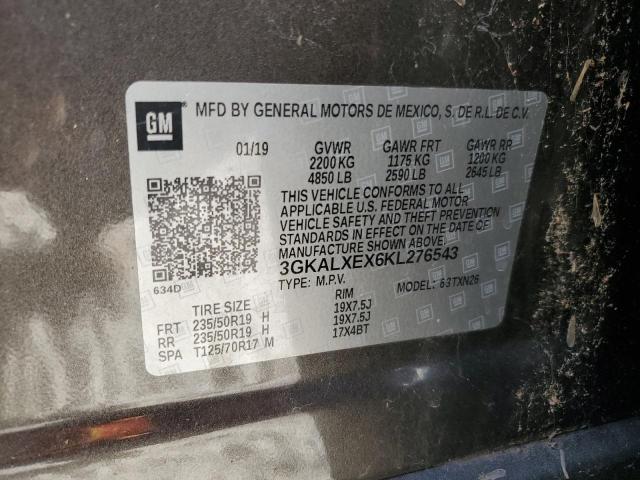 GM MFD BY GENERAL MOTORS DE MEXICO, S. DE R.L. DE C.V.
01/19 GVWR GAWR FRT GAWR RR
2200 KG 1175 KG 1200 KG
4850 LB 2590 LB 2645 LB
THIS VEHICLE CONFORMS TO ALL
APPLICABLE U.S. FEDERAL MOTOR
VEHICLE SAFETY AND THEFT PREVENTION
STANDARDS IN EFFECT ON THE DATE OF
MANUFACTURE SHOWN ABOVE.
3GKALXEX6KL276543
634D TYPE: M.P.V. MODEL: 63TXN26
TIRE SIZE RIM
FRT 235/50R19 H 19X7.5J
RR 235/50R19 H 19X7.5J
SPA T125/70R17 M 17X4BT